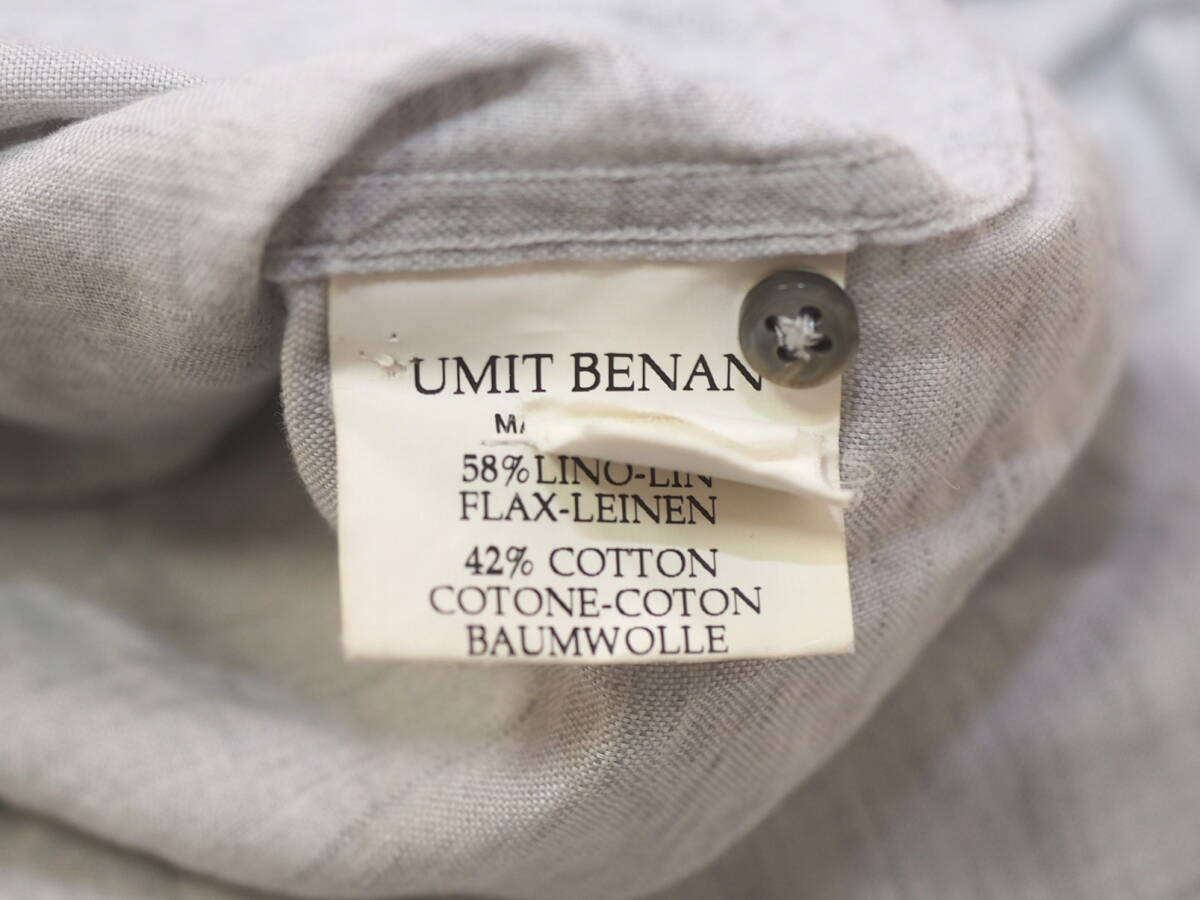 UMIT BENAN
58% LINO-LIN
FLAX-LEINEN
42% COTTON
COTONE-COTON
BAUMWOLLE